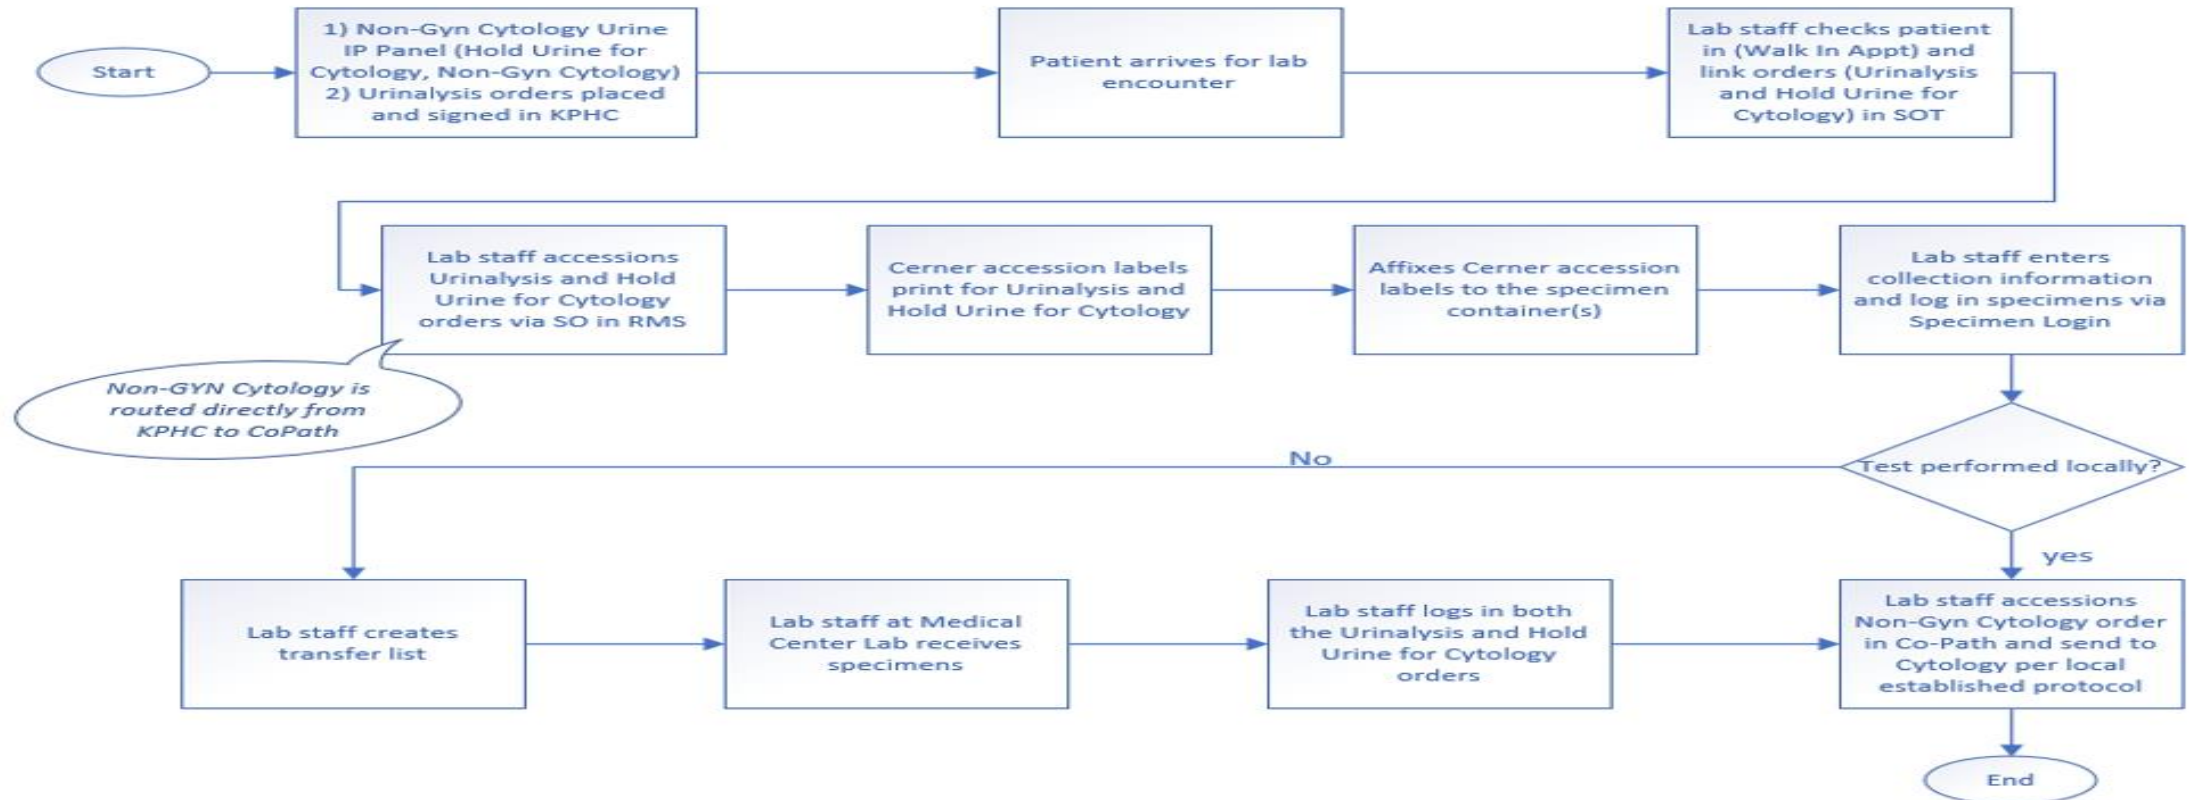 Start
1) Non-Gyn Cytology Urine
IP Panel (Hold Urine for
Cytology, Non-Gyn Cytology)
2) Urinalysis orders placed
and signed in KPHC
Patient arrives for lab
encounter
Lab staff checks patient
in (Walk In Appt) and
link orders (Urinalysis
and Hold Urine for
Cytology) in SOT
Lab staff accessions
Urinalysis and Hold
Urine for Cytology
orders via SO in RMS
Cerner accession labels
print for Urinalysis and
Hold Urine for Cytology
Affixes Cerner accession
labels to the specimen
container(s)
Lab staff enters
collection information
and log in specimens via
Specimen Login
Non-GYN Cytology is
routed directly from
KPHC to CoPath
No
Test performed locally?
yes
Lab staff creates
transfer list
Lab staff at Medical
Center Lab receives
specimens
Lab staff logs in both
the Urinalysis and Hold
Urine for Cytology
orders
Lab staff accessions
Non-Gyn Cytology order
in Co-Path and send to
Cytology per local
established protocol
End